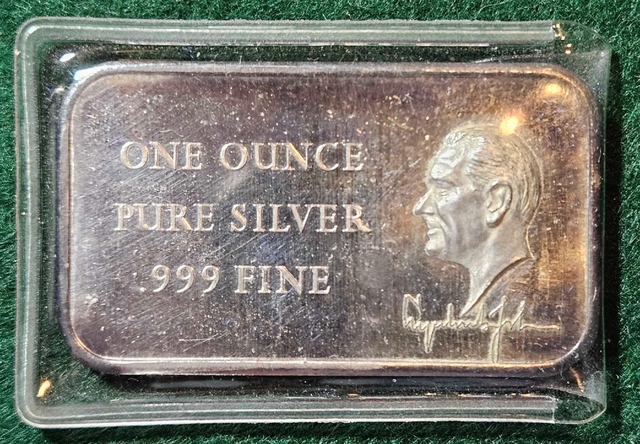 ONE OUNCE
PURE SILVER
.999 FINE